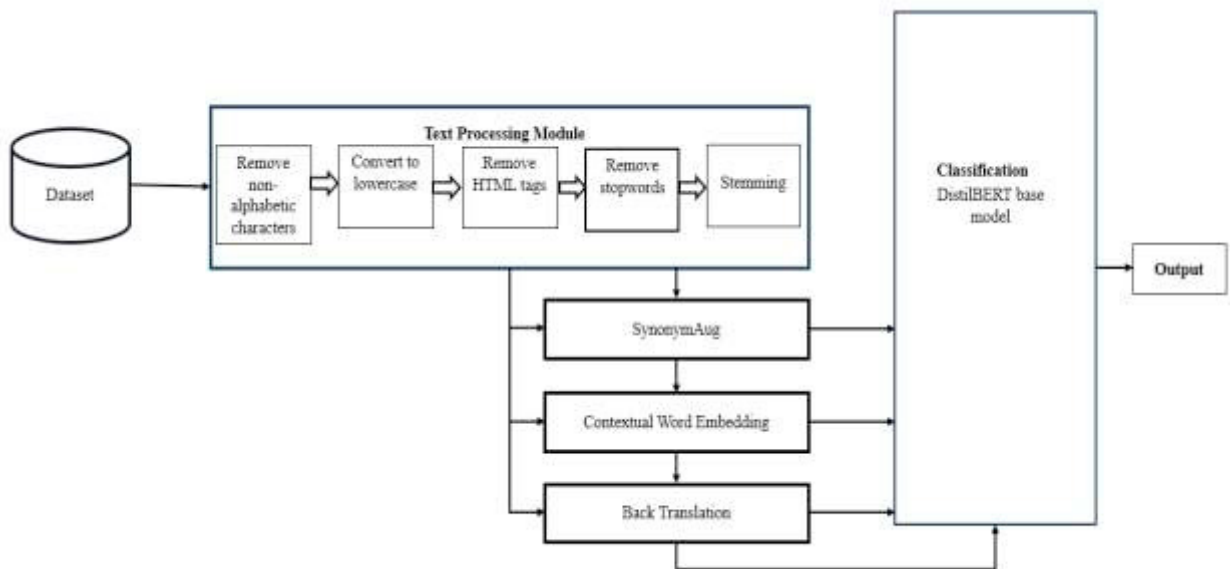 Dataset
Text Processing Module
Remove
non-
alphabetic
characters
Convert to
lowercase
Remove
HTML tags
Remove
stopwords
Stemming
SynonymAug
Contextual Word Embedding
Back Translation
Classification
DistilBERT base
model
Output